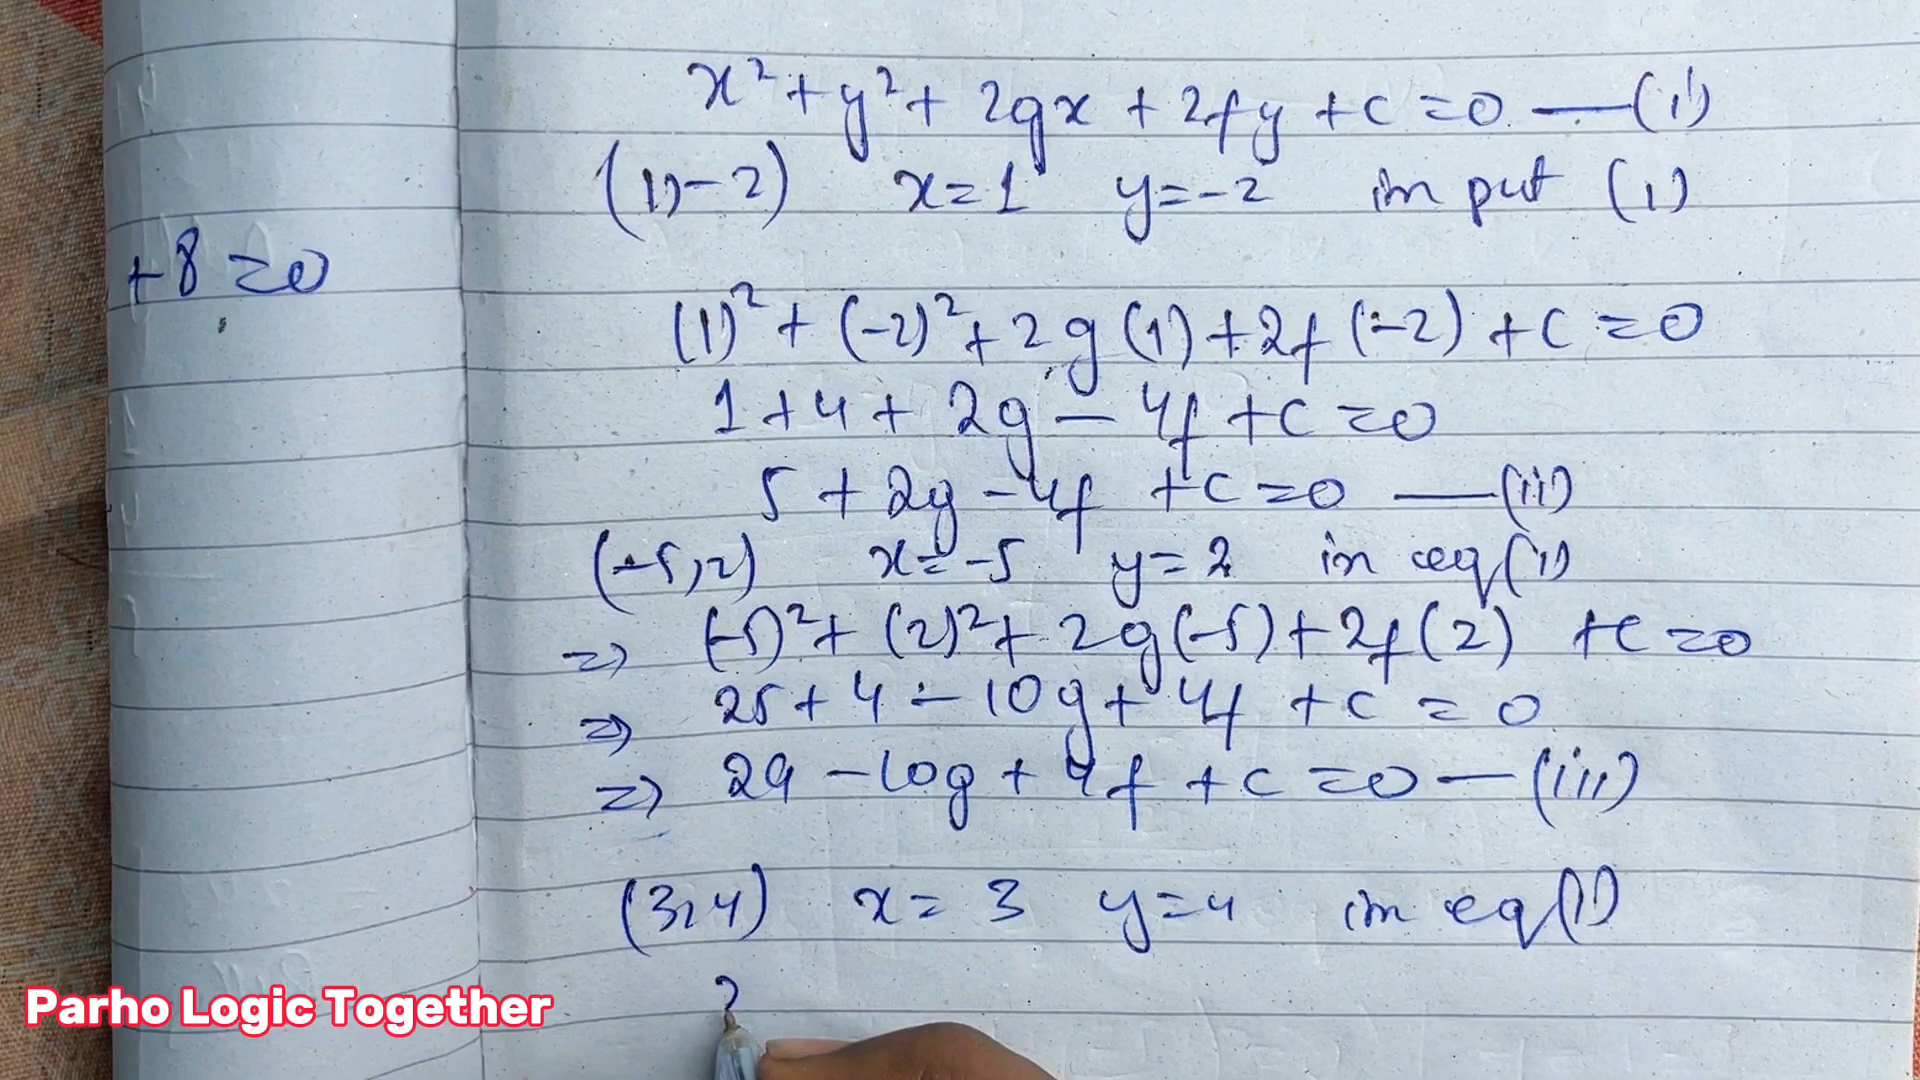 x² + y² + 2gx + 2fy + c = 0 — (i)
(1, -2) x = 1 y = -2 in put (1)
+8 = 0
(1)² + (-2)² + 2g(1) + 2f(-2) + c = 0
1 + 4 + 2g - 4f + c = 0
5 + 2g - 4f + c = 0 — (ii)
(-5, 2) x = -5 y = 2 in eq (1)
=> (-5)² + (2)² + 2g(-5) + 2f(2) + c = 0
=> 25 + 4 - 10g + 4f + c = 0
=> 29 - 10g + 4f + c = 0 — (iii)
(3, 4) x = 3 y = 4 in eq (1)
Parho Logic Together